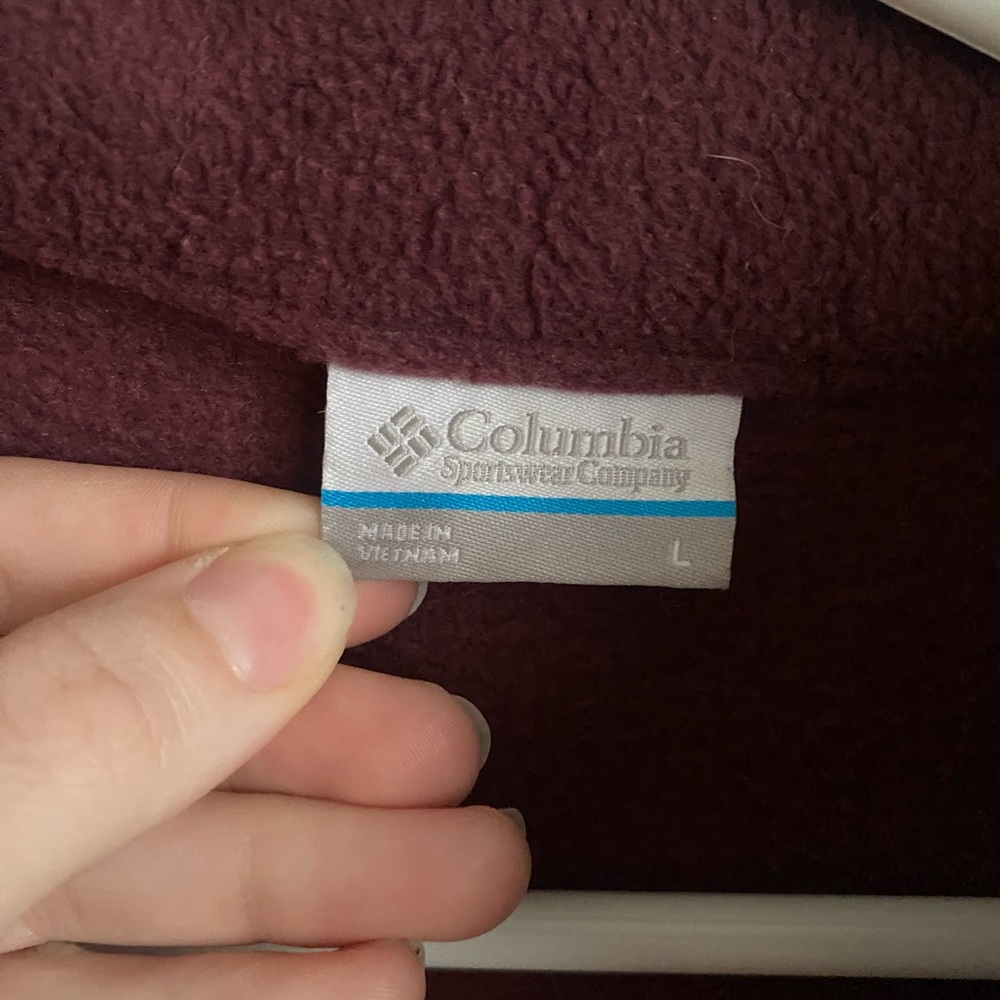 Columbia
Sportswear Company
MADE IN
VIETNAM
L